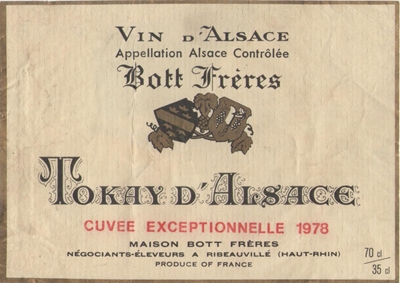 VIN D'ALSACE
Appellation Alsace Contrôlée
Bott Frères
TOKAY D'ALSACE
CUVEE EXCEPTIONNELLE 1978
MAISON BOTT FRÈRES
NÉGOCIANTS-ÉLEVEURS A RIBEAUVILLÉ (HAUT-RHIN)
PRODUCE OF FRANCE
70 cl
35 cl